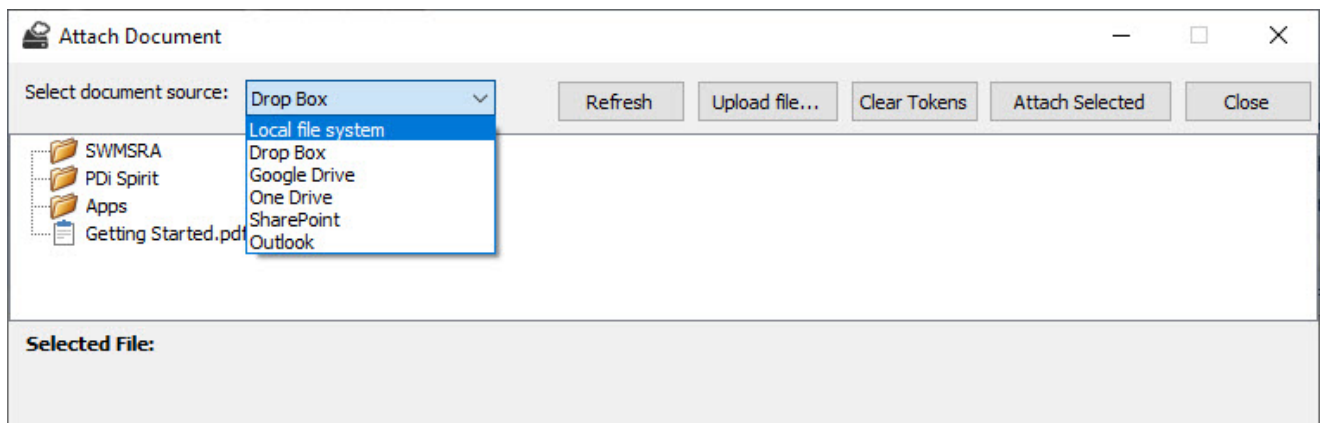 Attach Document
Select document source: Drop Box Refresh Upload file... Clear Tokens Attach Selected Close
Local file system
Drop Box
Google Drive
One Drive
SharePoint
Outlook
SWMSRA
PDi Spirit
Apps
Getting Started.pdf
Selected File: